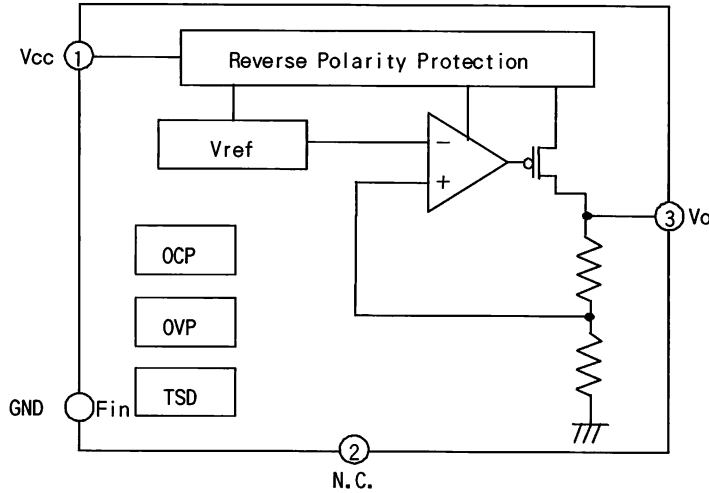 Reverse Polarity Protection
Vcc 1
Vref
−
+
3 Vo
OCP
OVP
TSD
GND Fin
2
N.C.